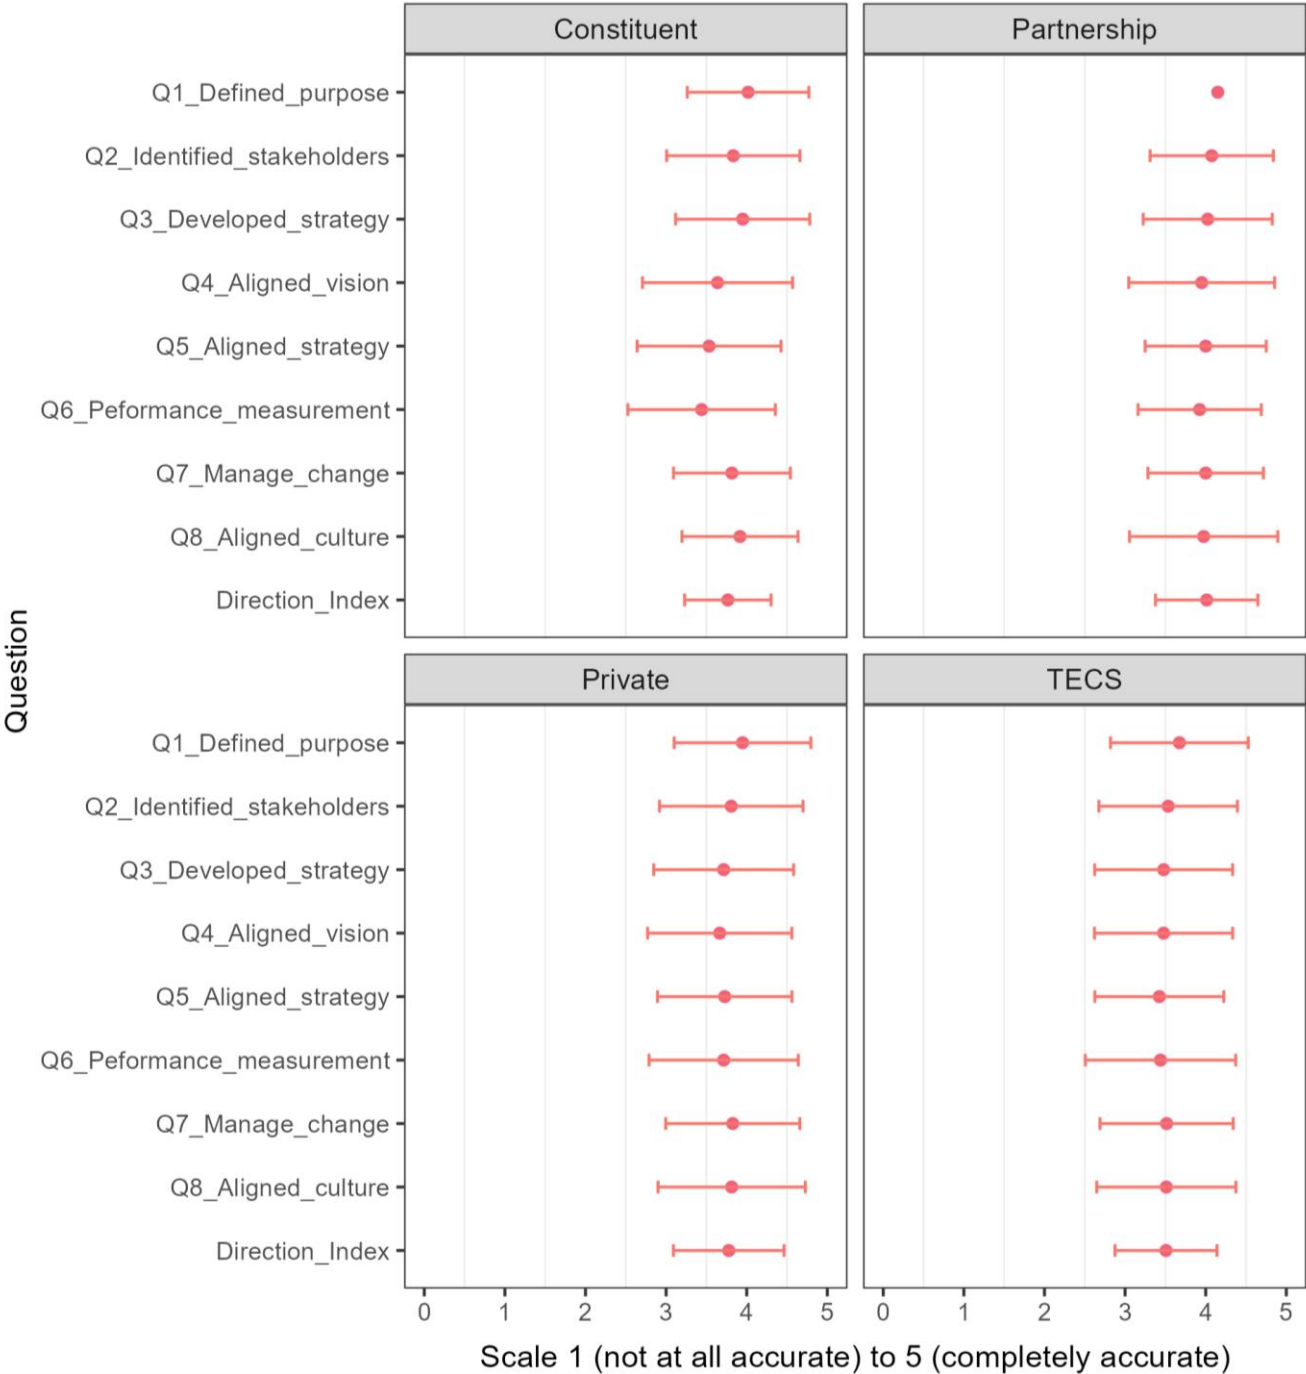 Constituent
Partnership
Q1_Defined_purpose
Q2_Identified_stakeholders
Q3_Developed_strategy
Q4_Aligned_vision
Q5_Aligned_strategy
Q6_Peformance_measurement
Q7_Manage_change
Q8_Aligned_culture
Direction_Index
Question
Private
TECS
Q1_Defined_purpose
Q2_Identified_stakeholders
Q3_Developed_strategy
Q4_Aligned_vision
Q5_Aligned_strategy
Q6_Peformance_measurement
Q7_Manage_change
Q8_Aligned_culture
Direction_Index
0 1 2 3 4 5
0 1 2 3 4 5
Scale 1 (not at all accurate) to 5 (completely accurate)